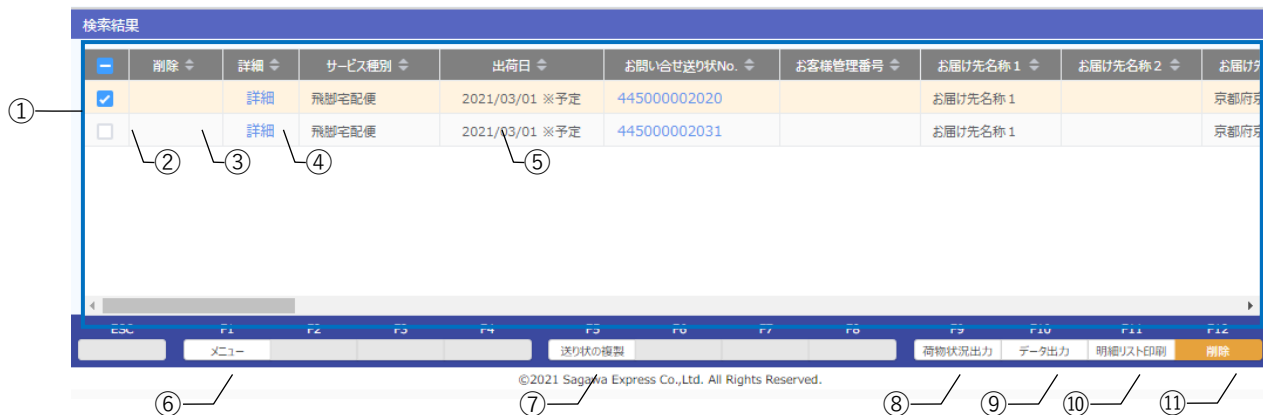 検索結果
削除 詳細 サービス種別 出荷日 お問い合せ送り状No. お客様管理番号 お届け先名称1 お届け先名称2 お届け先
詳細 飛脚宅配便 2021/03/01 ※予定 445000002020 お届け先名称1 京都府京
① 
詳細 飛脚宅配便 2021/03/01 ※予定 445000002031 お届け先名称1 京都府京
② ③ ④ ⑤
ESC F1 F2 F3 F4 F5 F6 F7 F8 F9 F10 F11 F12
メニュー 送り状の複製 荷物状況出力 データ出力 明細リスト印刷 削除
©2021 Sagawa Express Co.,Ltd. All Rights Reserved.
⑥ ⑦ ⑧ ⑨ ⑩ ⑪